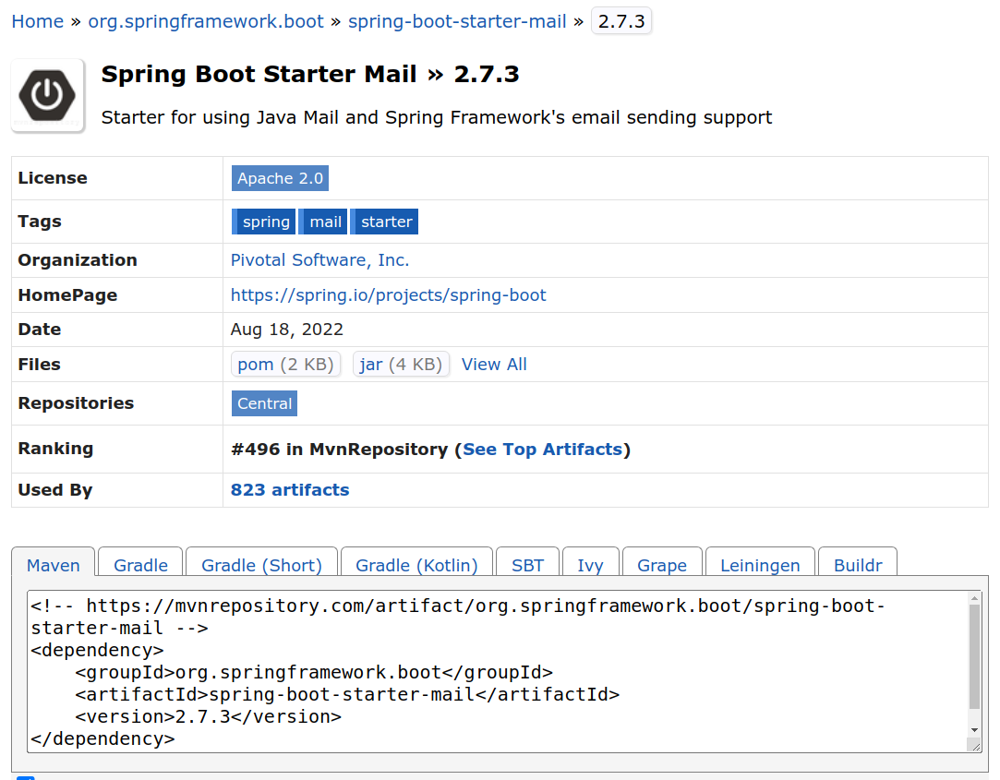 Home » org.springframework.boot » spring-boot-starter-mail » 2.7.3
Spring Boot Starter Mail » 2.7.3
Starter for using Java Mail and Spring Framework's email sending support
License Apache 2.0
Tags spring mail starter
Organization Pivotal Software, Inc.
HomePage https://spring.io/projects/spring-boot
Date Aug 18, 2022
Files pom (2 KB) jar (4 KB) View All
Repositories Central
Ranking #496 in MvnRepository (See Top Artifacts)
Used By 823 artifacts
Maven Gradle Gradle (Short) Gradle (Kotlin) SBT Ivy Grape Leiningen Buildr
<!-- https://mvnrepository.com/artifact/org.springframework.boot/spring-boot-
starter-mail -->
<dependency>
    <groupId>org.springframework.boot</groupId>
    <artifactId>spring-boot-starter-mail</artifactId>
    <version>2.7.3</version>
</dependency>